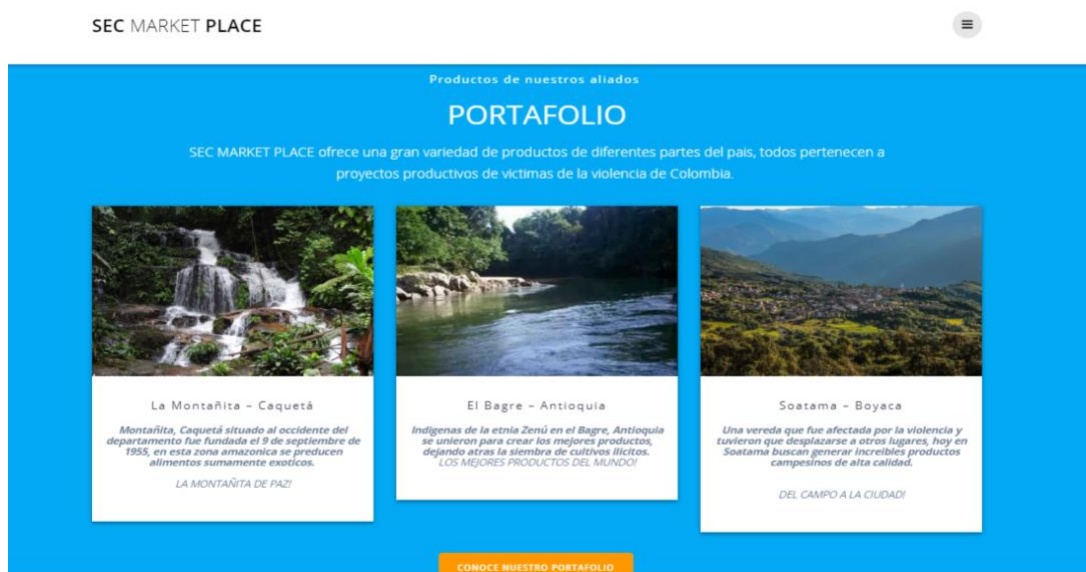 SEC MARKET PLACE
Productos de nuestros aliados
PORTAFOLIO
SEC MARKET PLACE ofrece una gran variedad de productos de diferentes partes del pais, todos pertenecen a
proyectos productivos de victimas de la violencia de Colombia.
La Montañita – Caquetá
Montañita, Caquetá situado al occidente del
departamento fue fundada el 9 de septiembre de
1955, en esta zona amazonica se preducen
alimentos sumamente exoticos.
LA MONTAÑITA DE PAZ!
El Bagre – Antioquia
Indigenas de la etnia Zenú en el Bagre, Antioquia
se unieron para crear los mejores productos,
dejando atras la siembra de cultivos ilicitos.
LOS MEJORES PRODUCTOS DEL MUNDO!
Soatama – Boyaca
Una vereda que fue afectada por la violencia y
tuvieron que desplazarse a otros lugares, hoy en
Soatama buscan generar increibles productos
campesinos de alta calidad.
DEL CAMPO A LA CIUDAD!
CONOCE NUESTRO PORTAFOLIO